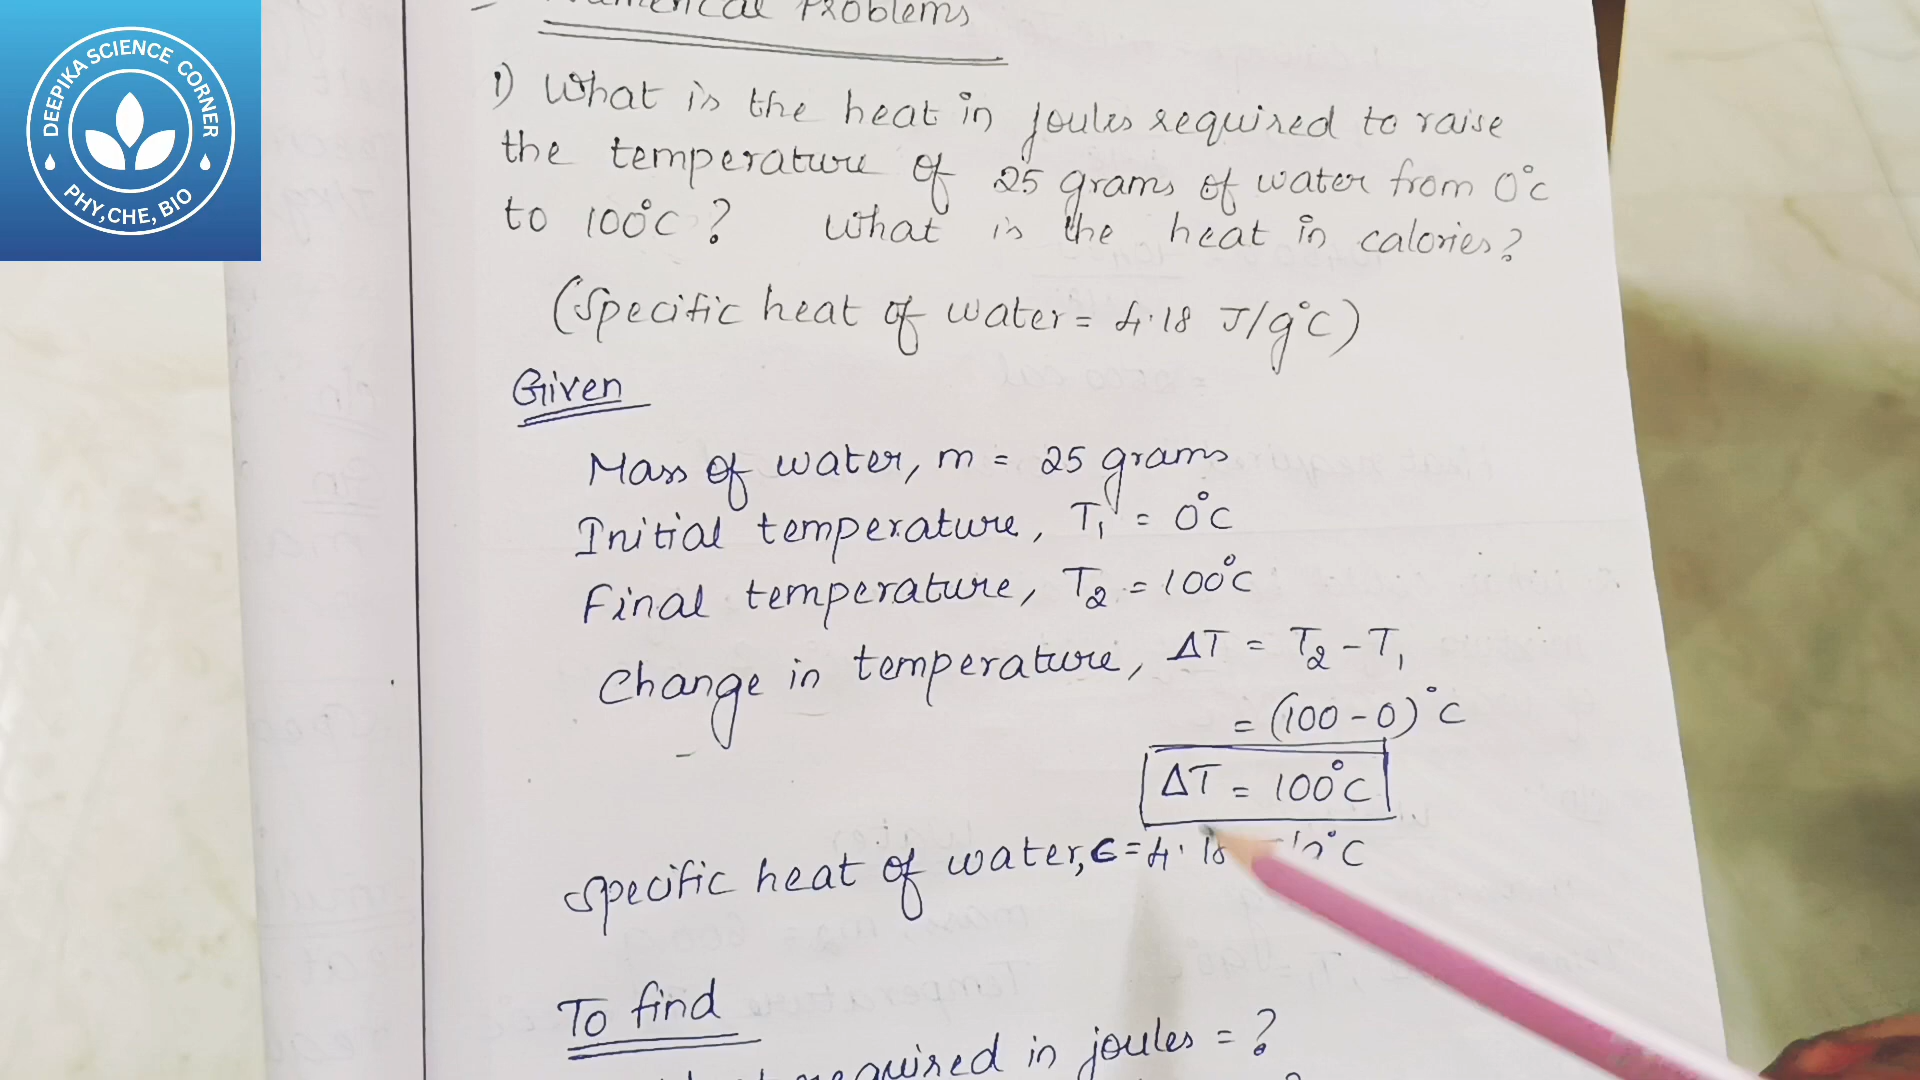 DEEPIKA SCIENCE CORNER
PHY,CHE, BIO
Numerical Problems
1) What is the heat in joules required to raise
the temperature of 25 grams of water from 0°c
to 100°C ? What is the heat in calories?
(Specific heat of water = 4.18 J/g°C)
Given
Mass of water, m = 25 grams
Initial temperature, T₁ = 0°C
Final temperature, T₂ = 100°C
Change in temperature, ΔT = T₂ - T₁
= (100 - 0)°C
ΔT = 100°C
Specific heat of water, c = 4.18 °C
To find
required in joules = ?